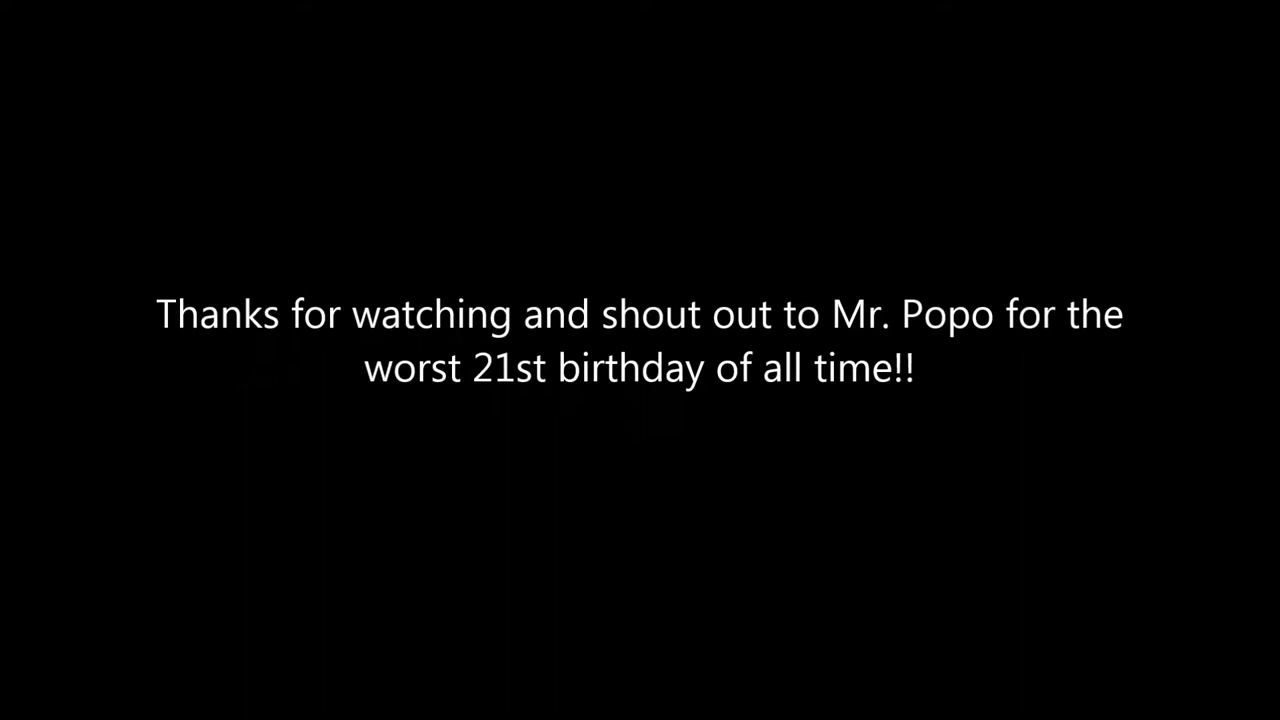 Thanks for watching and shout out to Mr. Popo for the
worst 21st birthday of all time!!